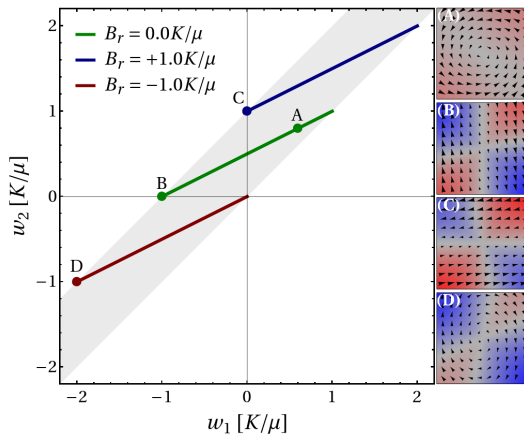 B_r = 0.0K/μ
B_r = +1.0K/μ
B_r = −1.0K/μ
A
B
C
D
2
1
0
−1
−2
w_2 [K/μ]
−2
−1
0
1
2
w_1 [K/μ]
(A)
(B)
(C)
(D)